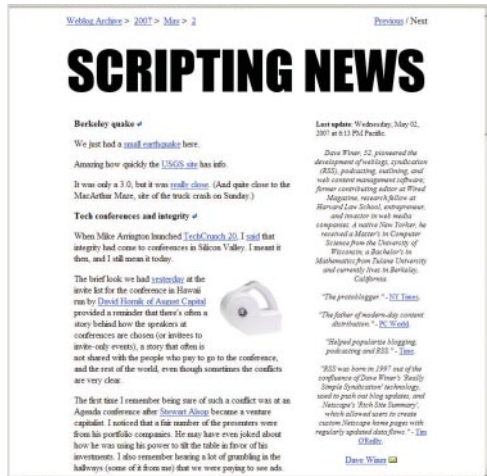 Weblog Archive > 2007 > May > 2
Previous / Next
SCRIPTING NEWS
Berkeley quake
We just had a small earthquake here.
Amazing how quickly the USGS site has info.
It was only a 3.0, but it was really close. (And quite close to the
MacArthur Maze, site of the truck crash on Sunday.)
Tech conferences and integrity
When Mike Arrington launched TechCrunch 20, I said that
integrity had come to conferences in Silicon Valley. I meant it
then, and I still mean it today.
The brief look we had yesterday at the
invite list for the conference in Hawaii
run by David Hornik of August Capital
provided a reminder that there's often a
story behind how the speakers at
conferences are chosen (or invitees to
invite-only events), a story that often is
not shared with the people who pay to go to the conference,
and the rest of the world, even though sometimes the conflicts
are very clear.
The first time I remember being sure of such a conflict was at an
Agenda conference after Stewart Alsop became a venture
capitalist. I noticed that a fair number of the presenters were
from his portfolio companies. He may even have joked about
how he was using his power to tilt the table in favor of his
investments. I also remember hearing a lot of grumbling in the
hallways (some of it from me) that we were paying to see ads.
Last update: Wednesday, May 02,
2007 at 6:13 PM Pacific.
Dave Winer, 52, pioneered the
development of weblogs, syndication
(RSS), podcasting, outlining, and
web content management software;
former contributing editor at Wired
Magazine, research fellow at
Harvard Law School, entrepreneur,
and investor in web media
companies. A native New Yorker, he
received a Master's in Computer
Science from the University of
Wisconsin, a Bachelor's in
Mathematics from Tulane University
and currently lives in Berkeley,
California.
"The protoblogger." - NY Times.
"The father of modern-day content
distribution." - PC World.
"Helped popularize blogging,
podcasting and RSS." - Time.
"RSS was born in 1997 out of the
confluence of Dave Winer's 'Really
Simple Syndication' technology,
used to push out blog updates, and
Netscape's 'Rich Site Summary',
which allowed users to create
custom Netscape home pages with
regularly updated data flows." - Tim
O'Reilly.
Dave Winer